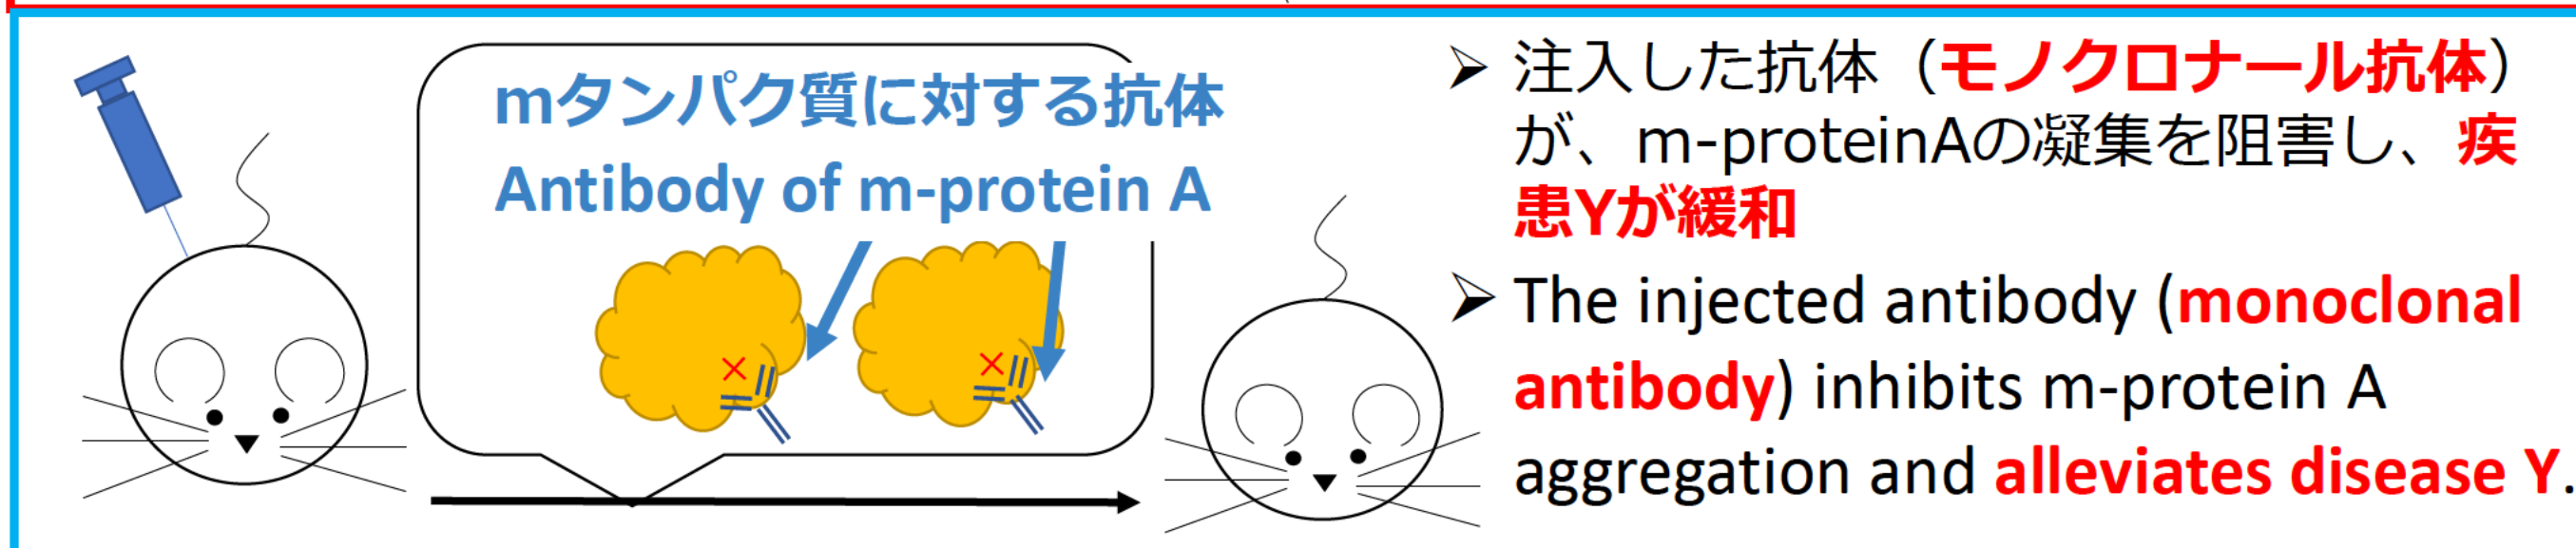 mタンパク質に対する抗体
Antibody of m-protein A
➢ 注入した抗体（モノクロナール抗体）
が、m-proteinAの凝集を阻害し、疾
患Yが緩和
➢ The injected antibody (monoclonal
antibody) inhibits m-protein A
aggregation and alleviates disease Y.